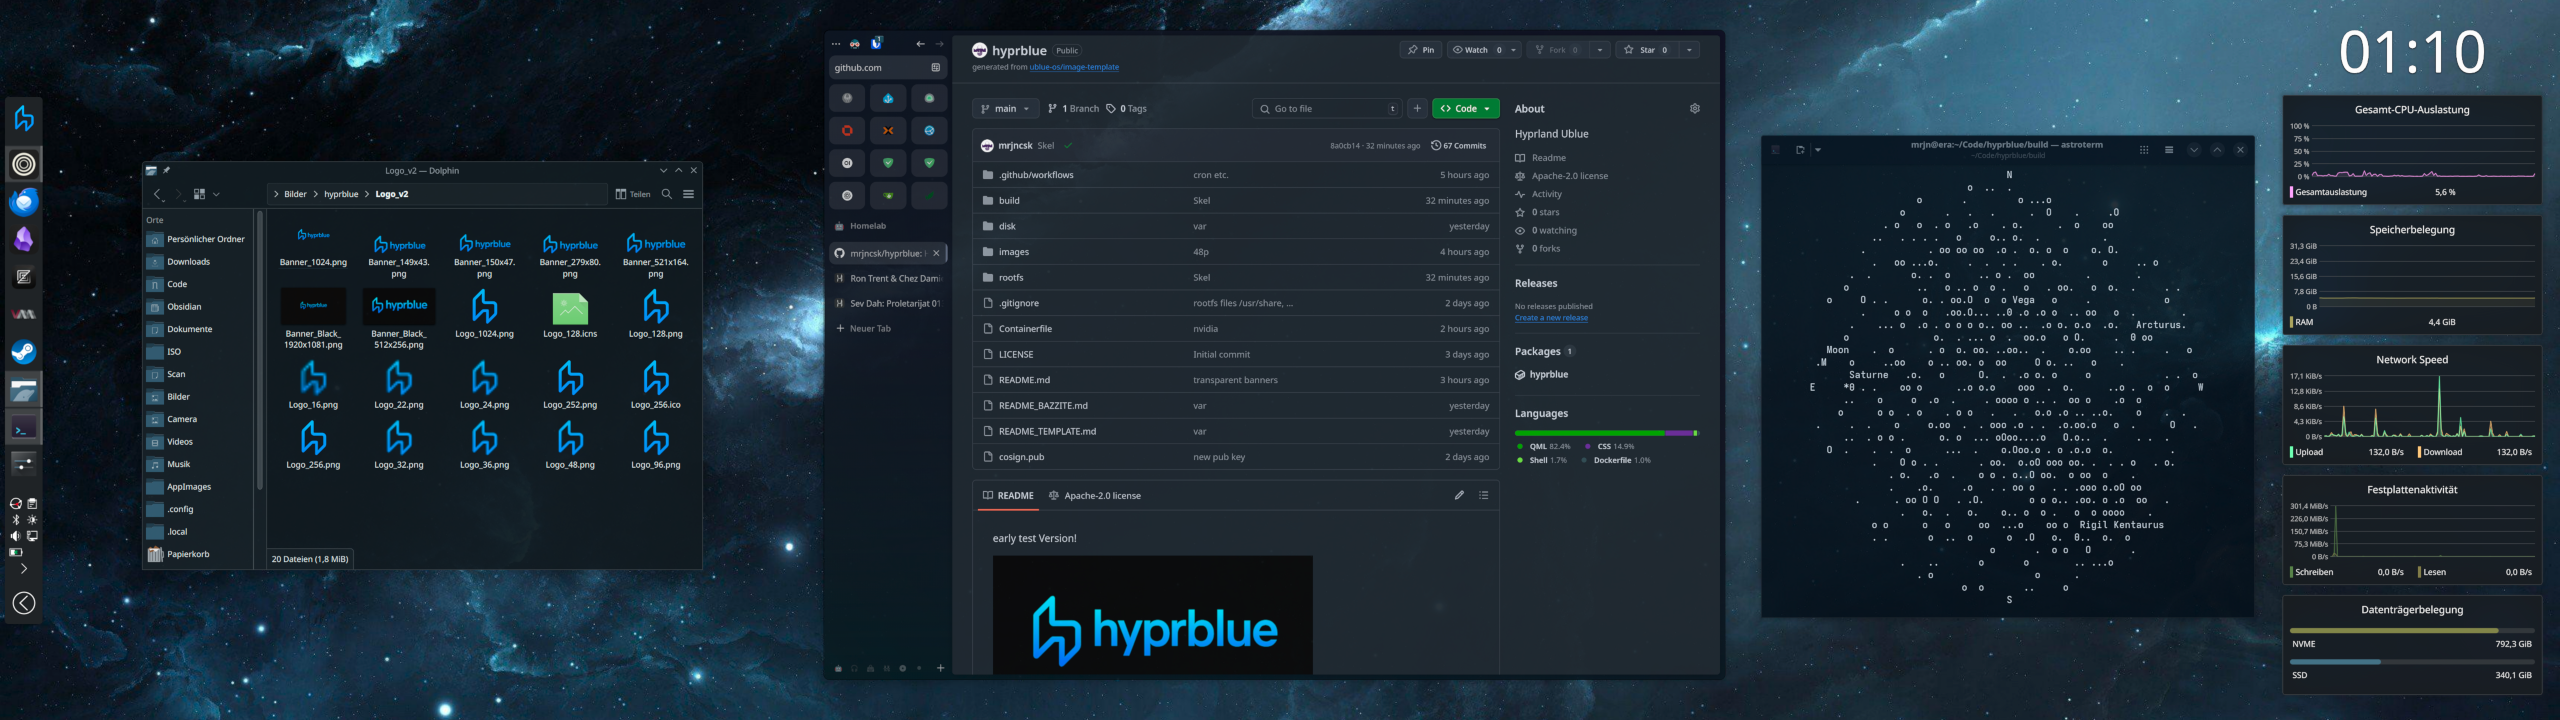 Logo_v2 — Dolphin
Bilder > hyprblue > Logo_v2
Teilen
Orte
Persönlicher Ordner
Downloads
Code
Obsidian
Dokumente
ISO
Scan
Bilder
Camera
Videos
Musik
AppImages
.config
.local
Papierkorb
Banner_1024.png
Banner_149x43.png
Banner_150x47.png
Banner_279x80.png
Banner_521x164.png
Banner_Black_1920x1081.png
Banner_Black_512x256.png
Logo_1024.png
Logo_128.icns
Logo_128.png
Logo_16.png
Logo_22.png
Logo_24.png
Logo_252.png
Logo_256.ico
Logo_256.png
Logo_32.png
Logo_36.png
Logo_48.png
Logo_96.png
20 Dateien (1,8 MiB)
github.com
Homelab
mrjncsk/hyprblue:
Ron Trent & Chez Dami
Sev Dah: Proletarijat 01
Neuer Tab
hyprblue Public
generated from ublue-os/image-template
Pin
Watch 0
Fork 0
Star 0
main
1 Branch
0 Tags
Go to file t
Code
mrjncsk Skel 8a0cb14 · 32 minutes ago 67 Commits
.github/workflows cron etc. 5 hours ago
build Skel 32 minutes ago
disk var yesterday
images 48p 4 hours ago
rootfs Skel 32 minutes ago
.gitignore rootfs files /usr/share, ... 2 days ago
Containerfile nvidia 2 hours ago
LICENSE Initial commit 3 days ago
README.md transparent banners 3 hours ago
README_BAZZITE.md var yesterday
README_TEMPLATE.md var yesterday
cosign.pub new pub key 2 days ago
README
Apache-2.0 license
early test Version!
hyprblue
About
Hyprland Ublue
Readme
Apache-2.0 license
Activity
0 stars
0 watching
0 forks
Releases
No releases published
Create a new release
Packages 1
hyprblue
Languages
QML 82.4% CSS 14.9%
Shell 1.7% Dockerfile 1.0%
mrjn@era:~/Code/hyprblue/build — astroterm
~/Code/hyprblue/build
N
Vega
Arcturus
Moon
Saturne
E
W
Rigil Kentaurus
S
01:10
Gesamt-CPU-Auslastung
100 %
75 %
50 %
25 %
0 %
Gesamtauslastung 5,6 %
Speicherbelegung
31,3 GiB
23,4 GiB
15,6 GiB
7,8 GiB
0 B
RAM 4,4 GiB
Network Speed
17,1 KiB/s
12,8 KiB/s
8,6 KiB/s
4,3 KiB/s
0 B/s
Upload 132,0 B/s Download 132,0 B/s
Festplattenaktivität
301,4 MiB/s
226,0 MiB/s
150,7 MiB/s
75,3 MiB/s
0 B/s
Schreiben 0,0 B/s Lesen 0,0 B/s
Datenträgerbelegung
NVME 792,3 GiB
SSD 340,1 GiB